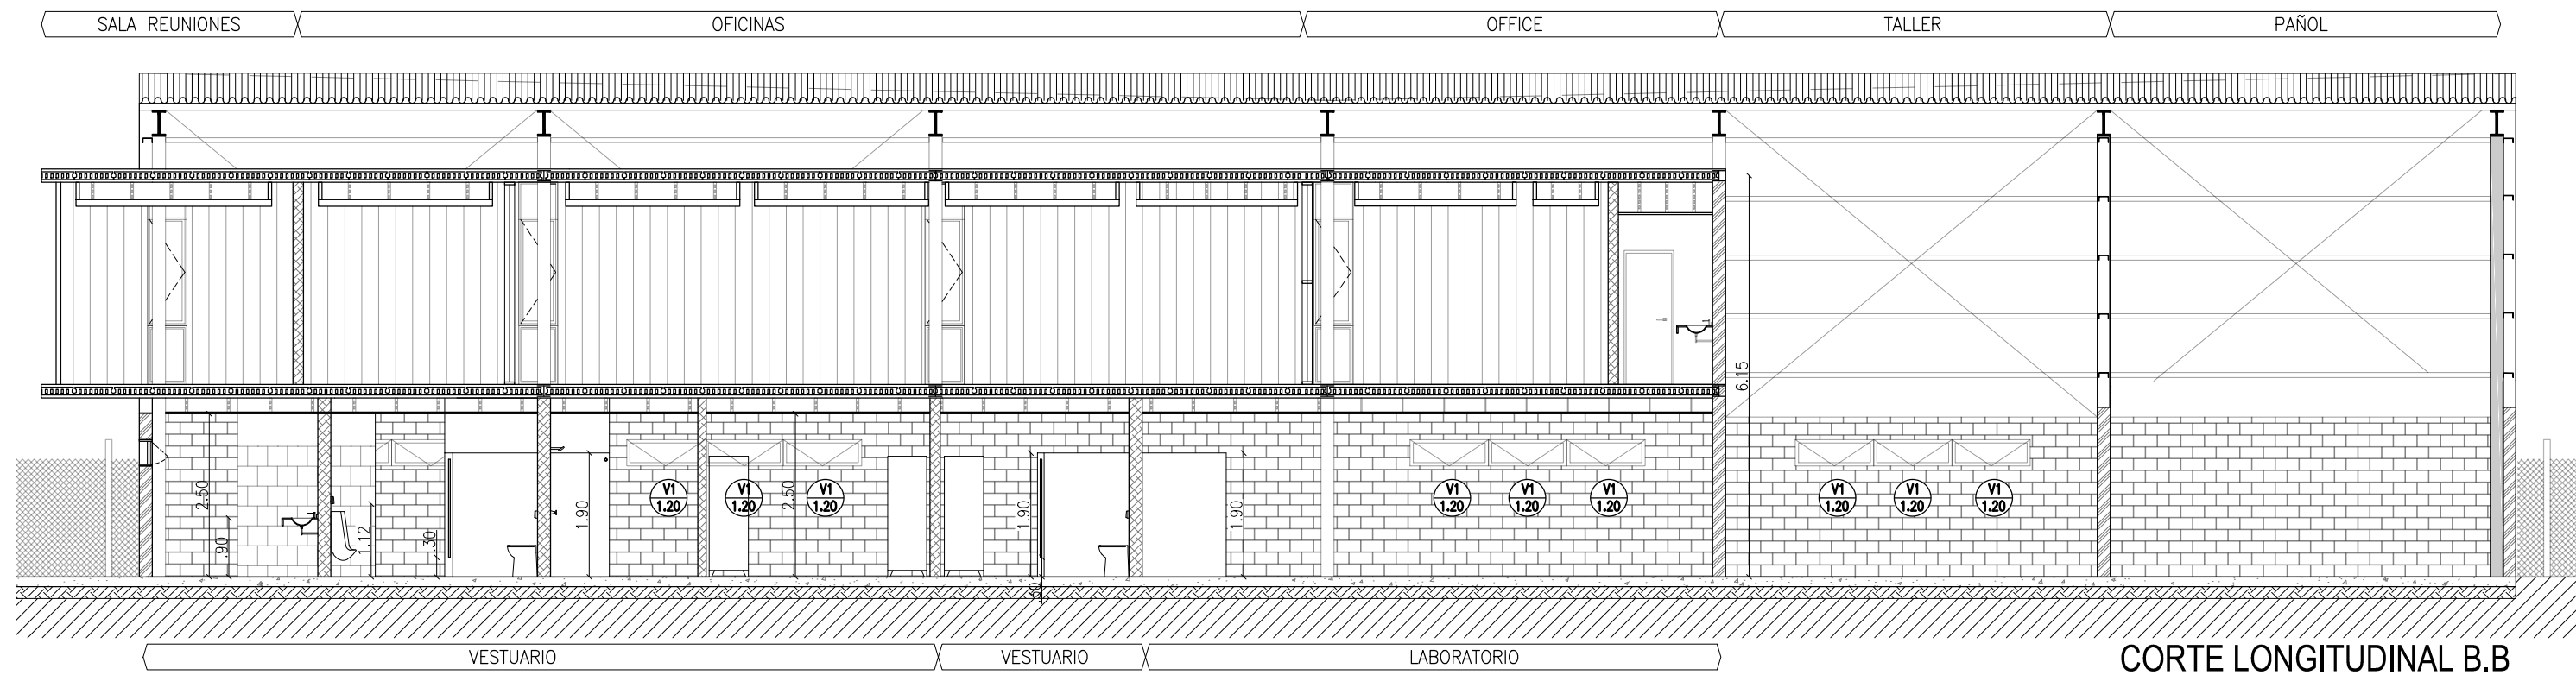 SALA REUNIONES
OFICINAS
OFFICE
TALLER
PAÑOL
6.15
2.50
.90
1.12
.30
1.90
V1
1.20
V1
1.20
2.50
V1
1.20
1.90
.30
1.90
V1
1.20
V1
1.20
V1
1.20
V1
1.20
V1
1.20
V1
1.20
VESTUARIO
VESTUARIO
LABORATORIO
CORTE LONGITUDINAL B.B